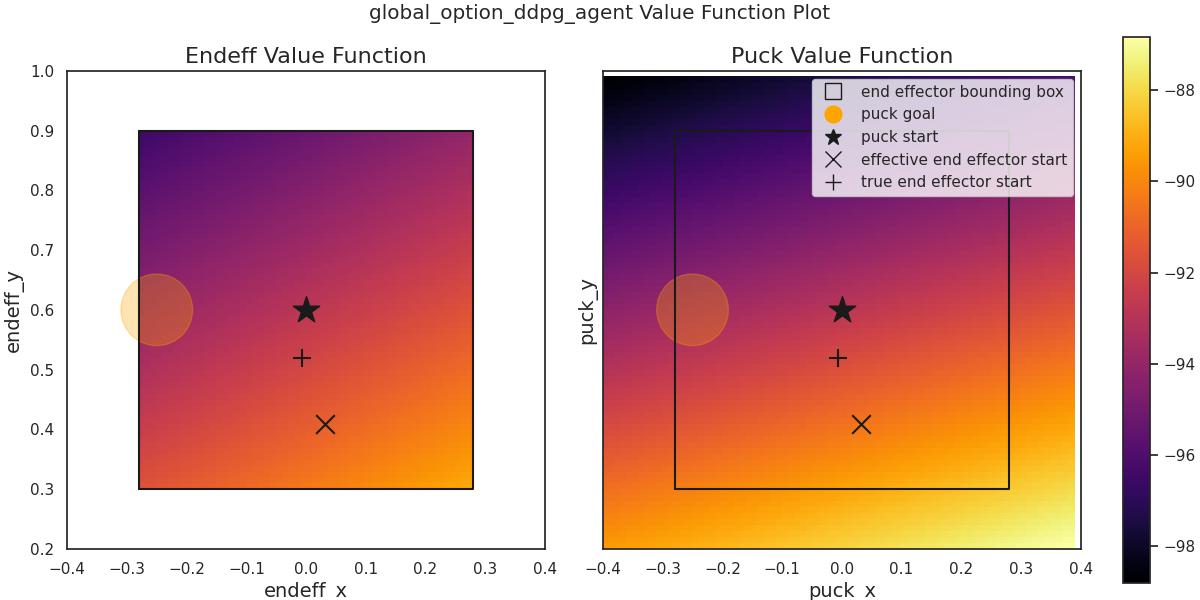 global_option_ddpg_agent Value Function Plot
Endeff Value Function
endeff_y
1.0
0.9
0.8
0.7
0.6
0.5
0.4
0.3
0.2
−0.4 −0.3 −0.2 −0.1 0.0 0.1 0.2 0.3 0.4
endeff_x
Puck Value Function
end effector bounding box
puck goal
puck start
effective end effector start
true end effector start
puck_y
−0.4 −0.3 −0.2 −0.1 0.0 0.1 0.2 0.3 0.4
puck_x
−88
−90
−92
−94
−96
−98